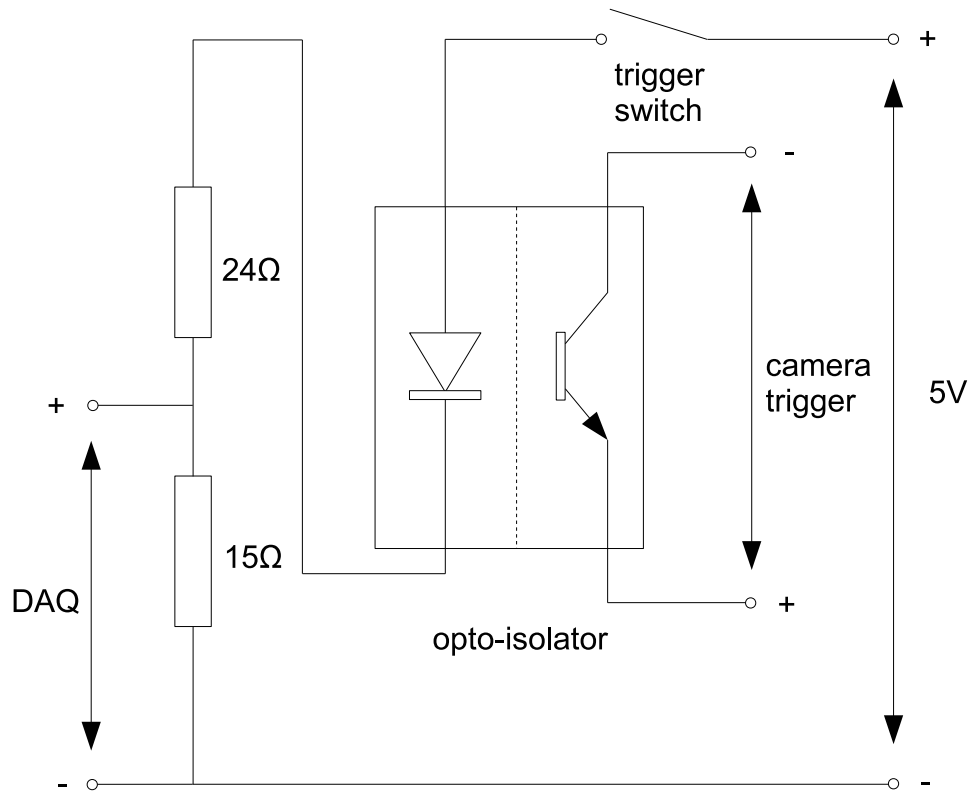 +
trigger
switch
-
24Ω
+
camera
trigger
5V
15Ω
DAQ
+
opto-isolator
-
-